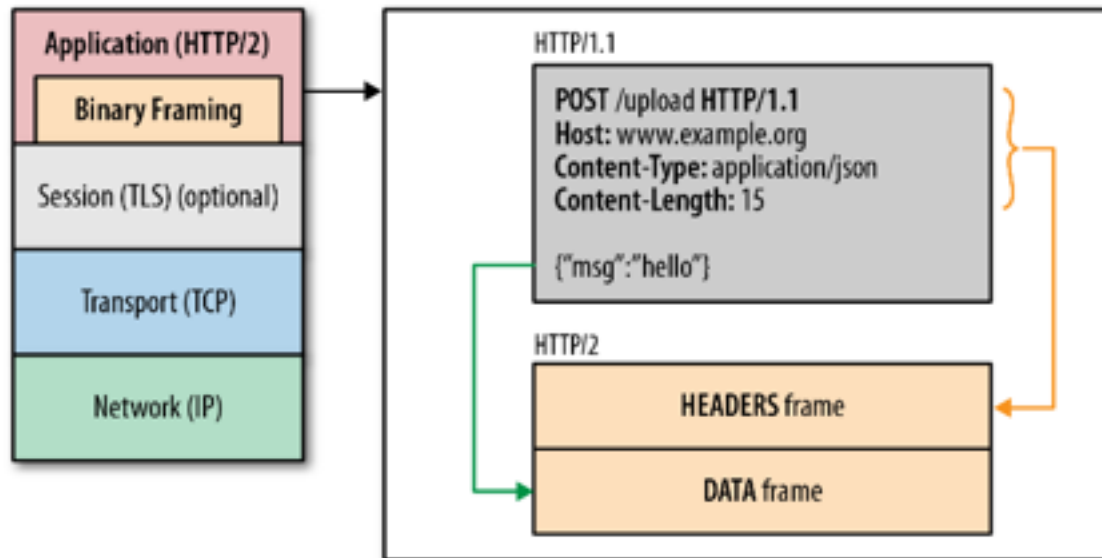 Application (HTTP/2)
Binary Framing
Session (TLS) (optional)
Transport (TCP)
Network (IP)
HTTP/1.1
POST /upload HTTP/1.1
Host: www.example.org
Content-Type: application/json
Content-Length: 15
{“msg”:”hello”}
HTTP/2
HEADERS frame
DATA frame